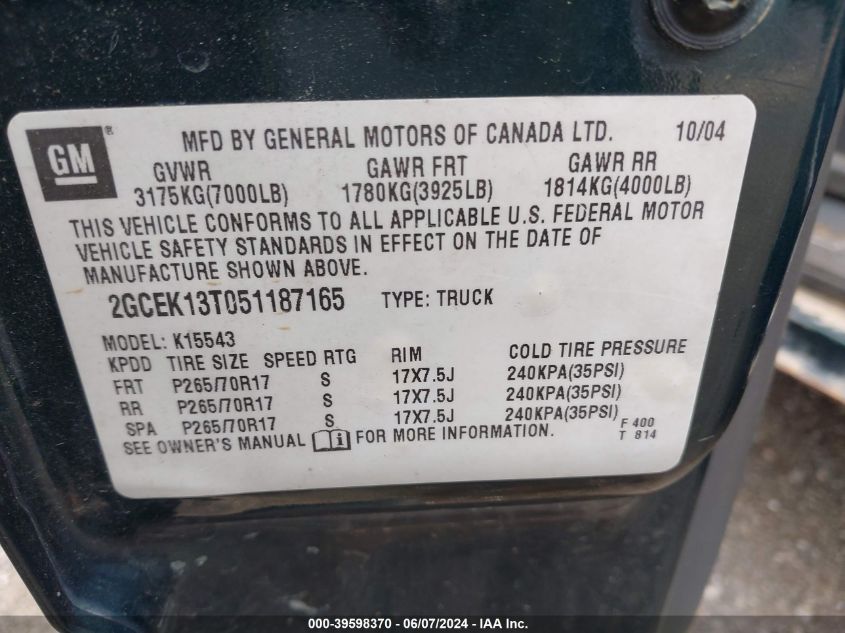 GM ®
MFD BY GENERAL MOTORS OF CANADA LTD. 10/04
GVWR GAWR FRT GAWR RR
3175KG(7000LB) 1780KG(3925LB) 1814KG(4000LB)
THIS VEHICLE CONFORMS TO ALL APPLICABLE U.S. FEDERAL MOTOR
VEHICLE SAFETY STANDARDS IN EFFECT ON THE DATE OF
MANUFACTURE SHOWN ABOVE.
2GCEK13T051187165 TYPE: TRUCK
MODEL: K15543
KPDD TIRE SIZE SPEED RTG RIM COLD TIRE PRESSURE
FRT P265/70R17 S 17X7.5J 240KPA(35PSI)
RR P265/70R17 S 17X7.5J 240KPA(35PSI)
SPA P265/70R17 S 17X7.5J 240KPA(35PSI)
SEE OWNER'S MANUAL FOR MORE INFORMATION.
F 400
T 814
000-39598370 - 06/07/2024 - IAA Inc.